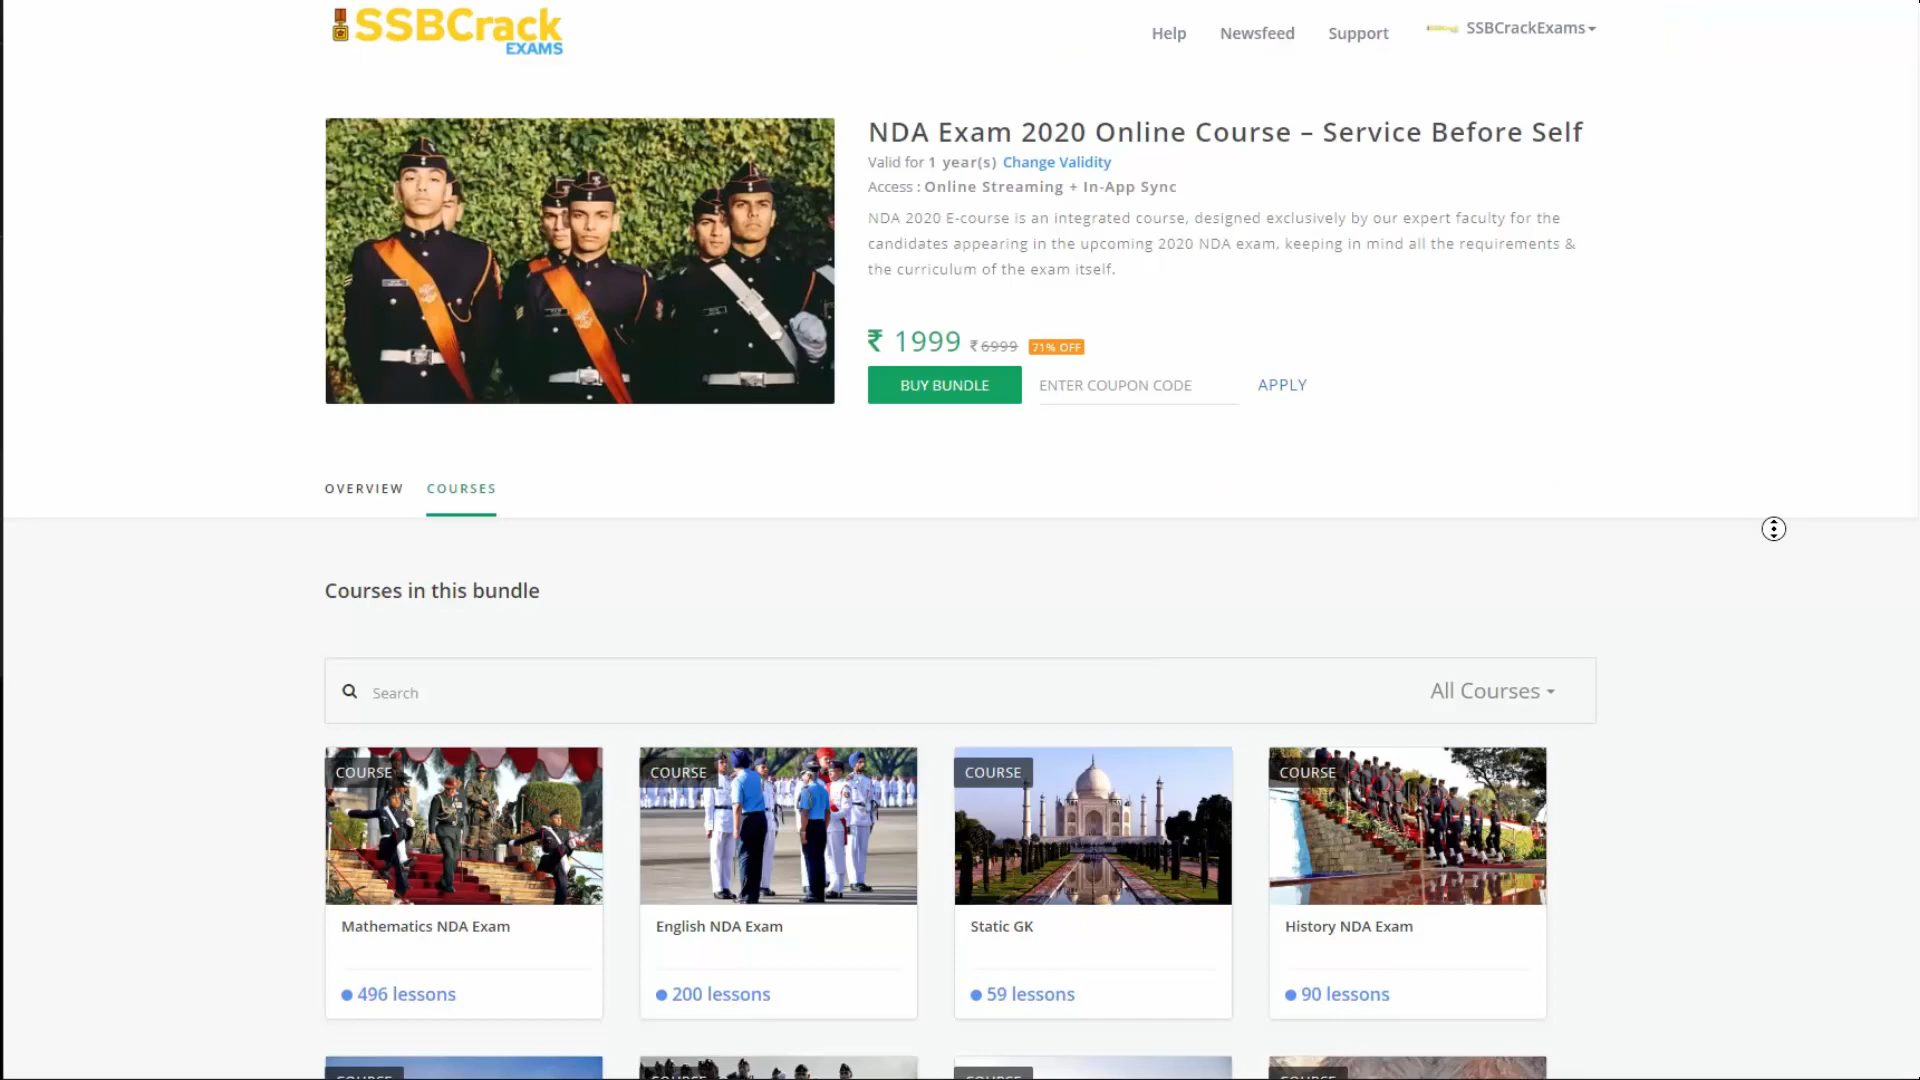 SSBCrack
EXAMS
Help
Newsfeed
Support
SSBCrackExams
NDA Exam 2020 Online Course – Service Before Self
Valid for 1 year(s) Change Validity
Access : Online Streaming + In-App Sync
NDA 2020 E-course is an integrated course, designed exclusively by our expert faculty for the
candidates appearing in the upcoming 2020 NDA exam, keeping in mind all the requirements &
the curriculum of the exam itself.
₹ 1999 ₹ 6999 71% OFF
BUY BUNDLE
ENTER COUPON CODE
APPLY
OVERVIEW
COURSES
Courses in this bundle
Search
All Courses
COURSE
Mathematics NDA Exam
496 lessons
COURSE
English NDA Exam
200 lessons
COURSE
Static GK
59 lessons
COURSE
History NDA Exam
90 lessons
COURSE
COURSE
COURSE
COURSE